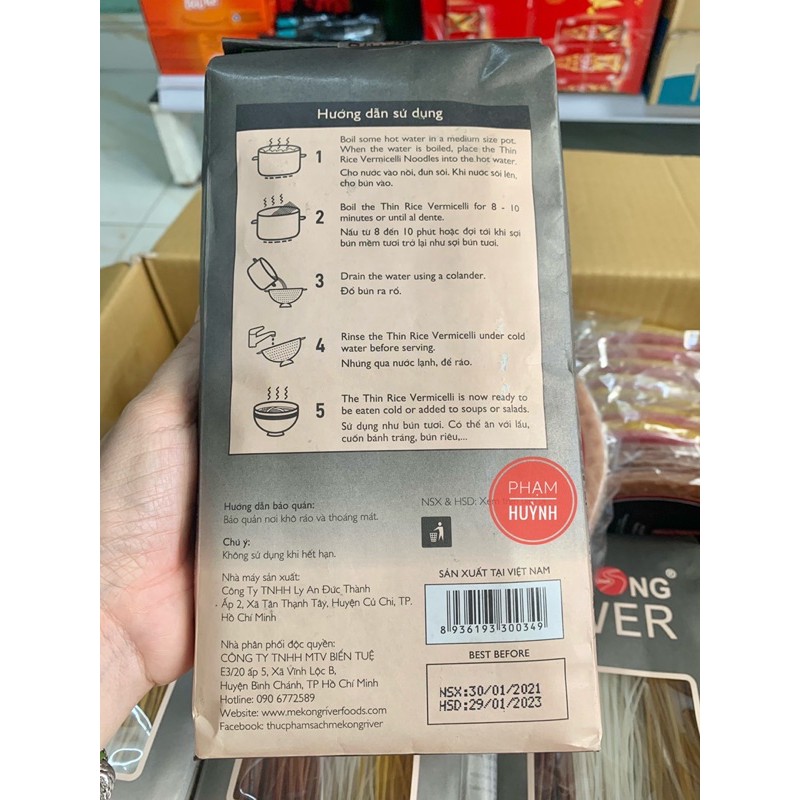 Hướng dẫn sử dụng
1
Boil some hot water in a medium size pot.
When the water is boiled, place the Thin
Rice Vermicelli Noodles into the hot water.
Cho nước vào nồi, đun sôi. Khi nước sôi lên,
cho bún vào.
2
Boil the Thin Rice Vermicelli for 8 - 10
minutes or until al dente.
Nấu từ 8 đến 10 phút hoặc đợi tới khi sợi
bún mềm tươi trở lại như sợi bún tươi.
3
Drain the water using a colander.
Đổ bún ra rổ.
4
Rinse the Thin Rice Vermicelli under cold
water before serving.
Nhúng qua nước lạnh, để ráo.
5
The Thin Rice Vermicelli is now ready to
be eaten cold or added to soups or salads.
Sử dụng như bún tươi. Có thể ăn với lẩu,
cuốn bánh tráng, bún riêu,...
Hướng dẫn bảo quản:
Bảo quản nơi khô ráo và thoáng mát.
Chú ý:
Không sử dụng khi hết hạn.
Nhà máy sản xuất:
Công Ty TNHH Ly An Đức Thành
Ấp 2, Xã Tân Thạnh Tây, Huyện Củ Chi, TP.
Hồ Chí Minh
Nhà phân phối độc quyền:
CÔNG TY TNHH MTV BIẾN TUỆ
E3/20 ấp 5, Xã Vĩnh Lộc B,
Huyện Bình Chánh, TP Hồ Chí Minh
Hotline: 090 6772589
Website: www.mekongriverfoods.com
Facebook: thucphamsachmekongriver
NSX & HSD:
PHẠM
HUỲNH
SẢN XUẤT TẠI VIỆT NAM
8 936193 300349
BEST BEFORE
NSX:30/01/2021
HSD:29/01/2023